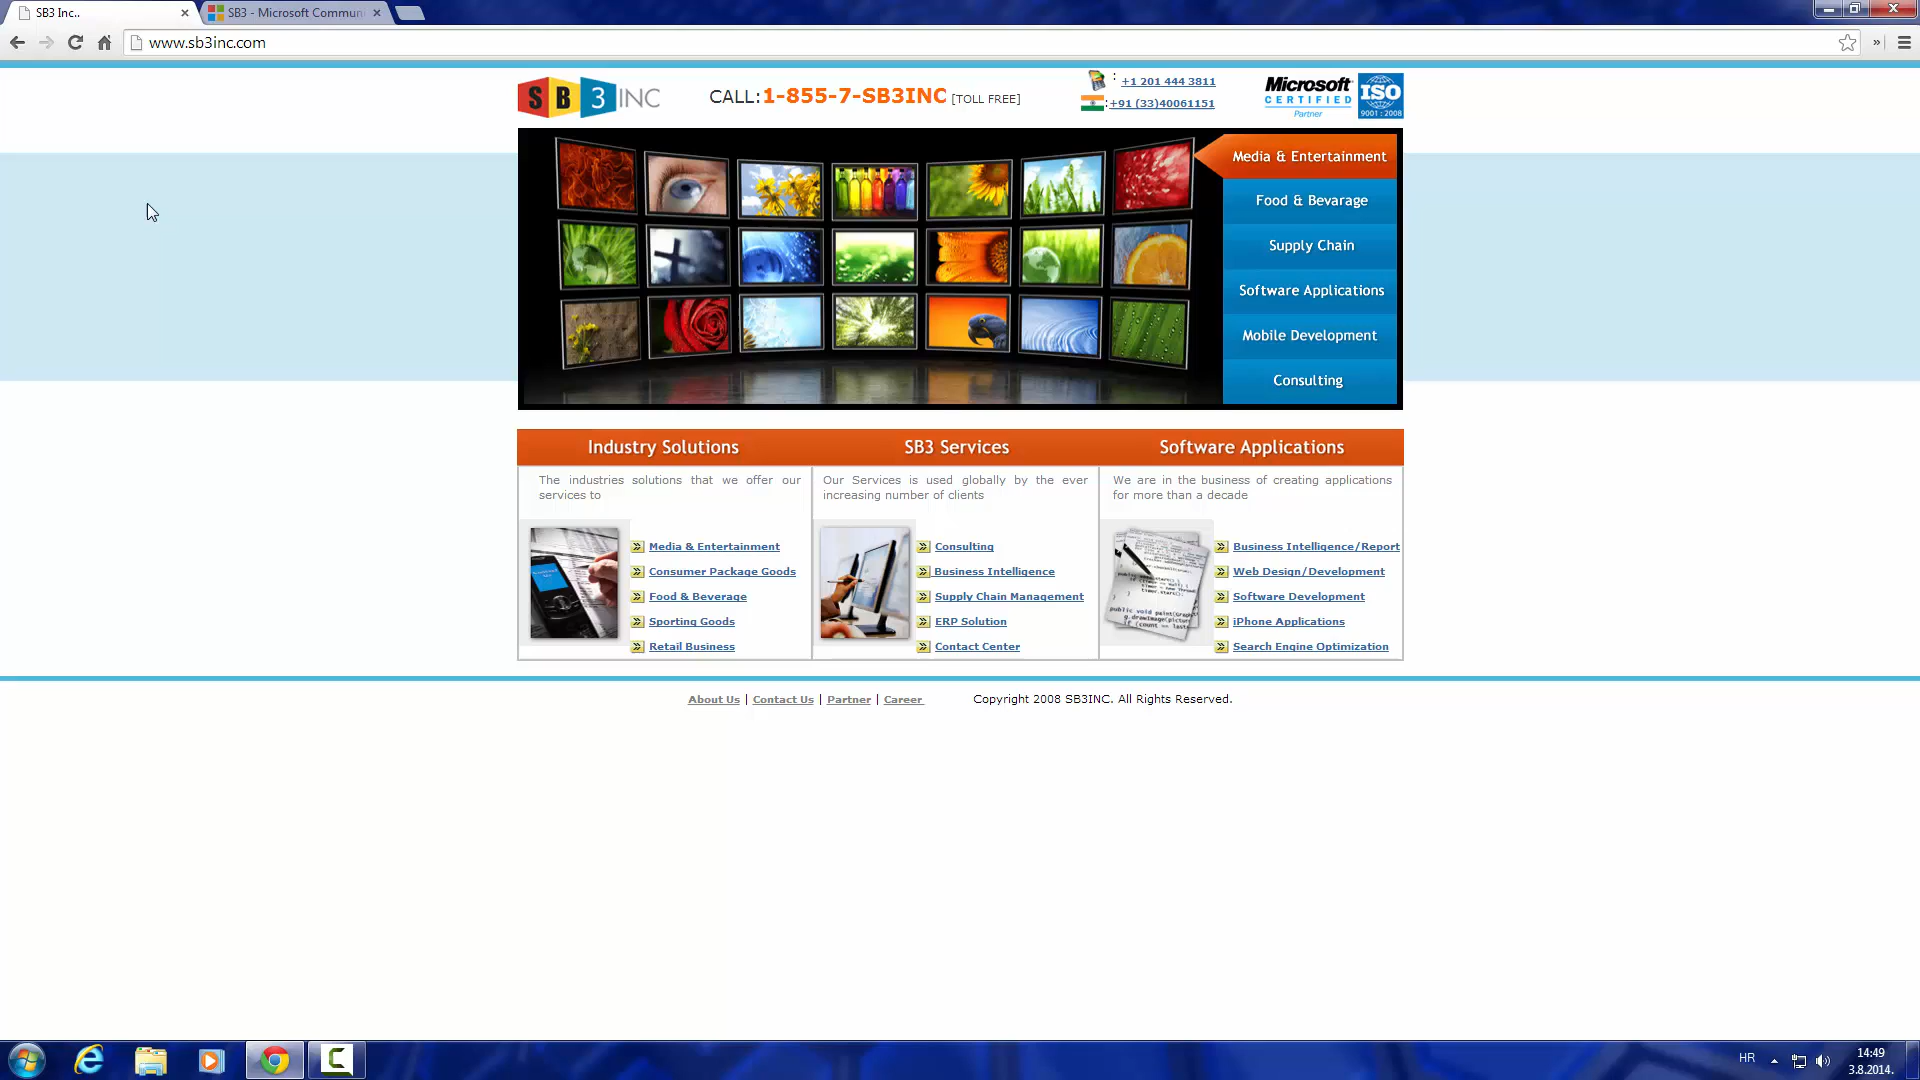 SB3 Inc..
SB3 - Microsoft Commun
www.sb3inc.com
SB3INC
CALL:1-855-7-SB3INC [TOLL FREE]
: +1 201 444 3811
:+91 (33)40061151
Microsoft
CERTIFIED
Partner
ISO
9001 : 2008
Media & Entertainment
Food & Bevarage
Supply Chain
Software Applications
Mobile Development
Consulting
Industry Solutions
The industries solutions that we offer our
services to
Media & Entertainment
Consumer Package Goods
Food & Beverage
Sporting Goods
Retail Business
SB3 Services
Our Services is used globally by the ever
increasing number of clients
Consulting
Business Intelligence
Supply Chain Management
ERP Solution
Contact Center
Software Applications
We are in the business of creating applications
for more than a decade
Business Intelligence/Report
Web Design/Development
Software Development
iPhone Applications
Search Engine Optimization
About Us | Contact Us | Partner | Career
Copyright 2008 SB3INC. All Rights Reserved.
HR
14:49
3.8.2014.